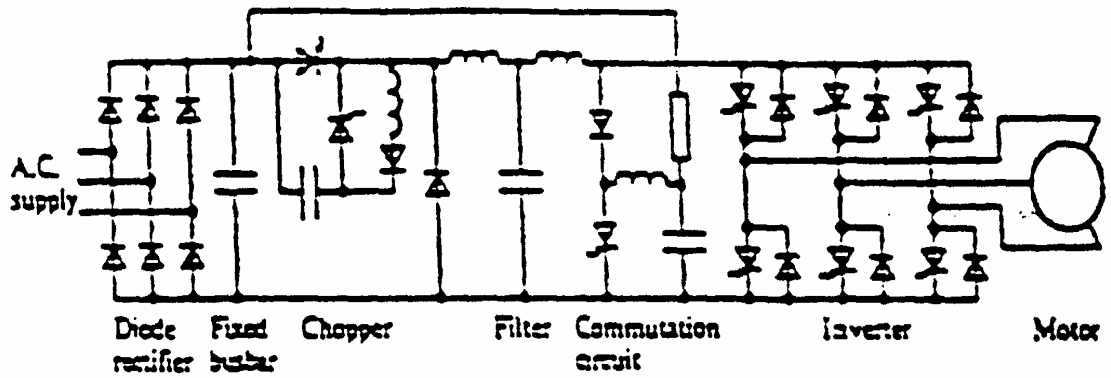 A.C.
supply
Diode
rectifier
Fixed
busbar
Chopper
Filter
Commutation
circuit
Inverter
Motor